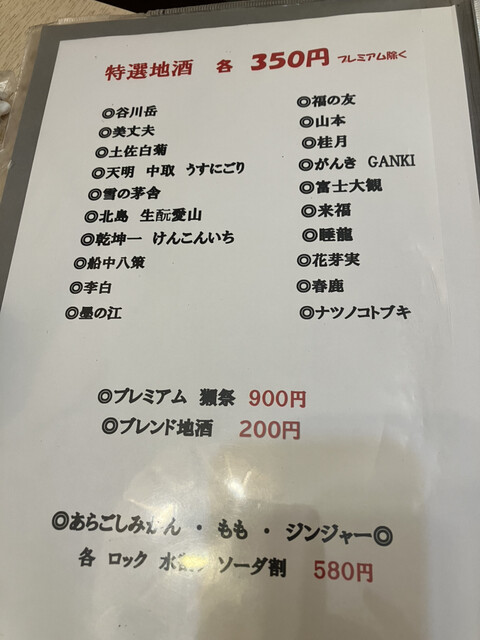 特選地酒 各 350円 プレミアム除く
◎谷川岳
◎美丈夫
◎土佐白菊
◎天明 中取 うすにごり
◎雪の茅舎
◎北島 生酛愛山
◎乾坤一 けんこんいち
◎船中八策
◎李白
◎墨の江
◎福の友
◎山本
◎桂月
◎がんき GANKI
◎富士大観
◎来福
◎睡龍
◎花芽実
◎春鹿
◎ナツノコトブキ
◎プレミアム 獺祭 900円
◎ブレンド地酒 200円
◎あらごしみかん ・ もも ・ ジンジャー◎
各 ロック 水割 ソーダ割 580円